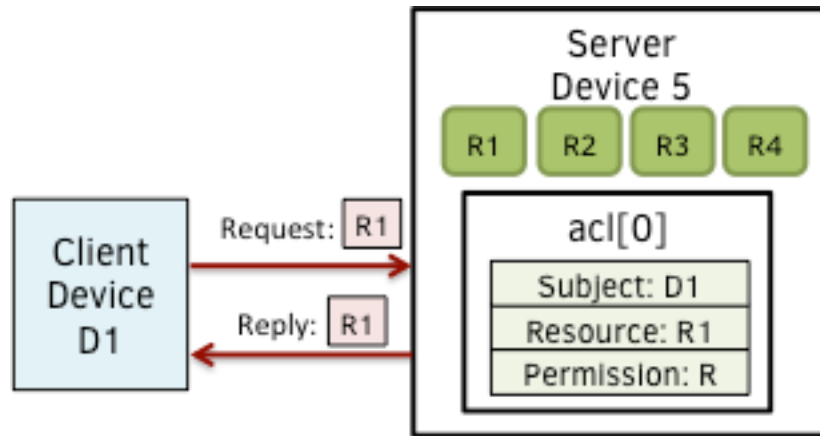 Server
Device 5
R1 R2 R3 R4
Request: R1
Client
Device
D1
Reply: R1
acl[0]
Subject: D1
Resource: R1
Permission: R